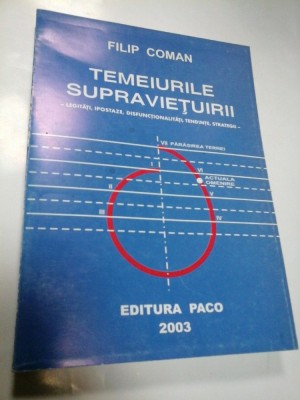 FILIP COMAN
TEMEIURILE
SUPRAVIEȚUIRII
- LEGITĂȚI, IPOSTAZE, DISFUNCȚIONALITĂȚI, TENDINȚE, STRATEGII -
VII PĂRĂSIREA TERREI
I
VI
ACTUALA
OMENIRE
II
V
III
IV
EDITURA PACO
2003